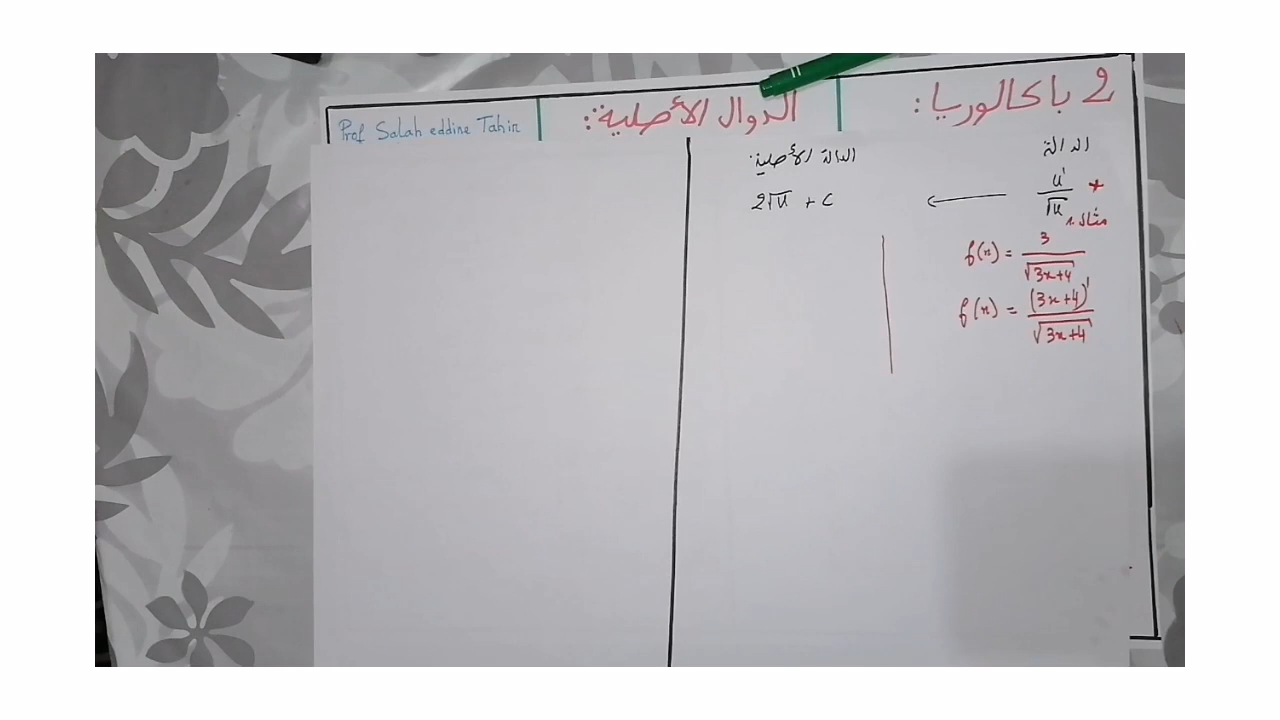 2 باكالوريا:
الدوال الأصلية:
Prof Salah eddine Tahiri
الدالة
الدالة الأصلية:
* u'/√u ⟶ 2√u + c
مثال 1:
f(x) = 3/√(3x+4)
f(x) = (3x+4)'/√(3x+4)